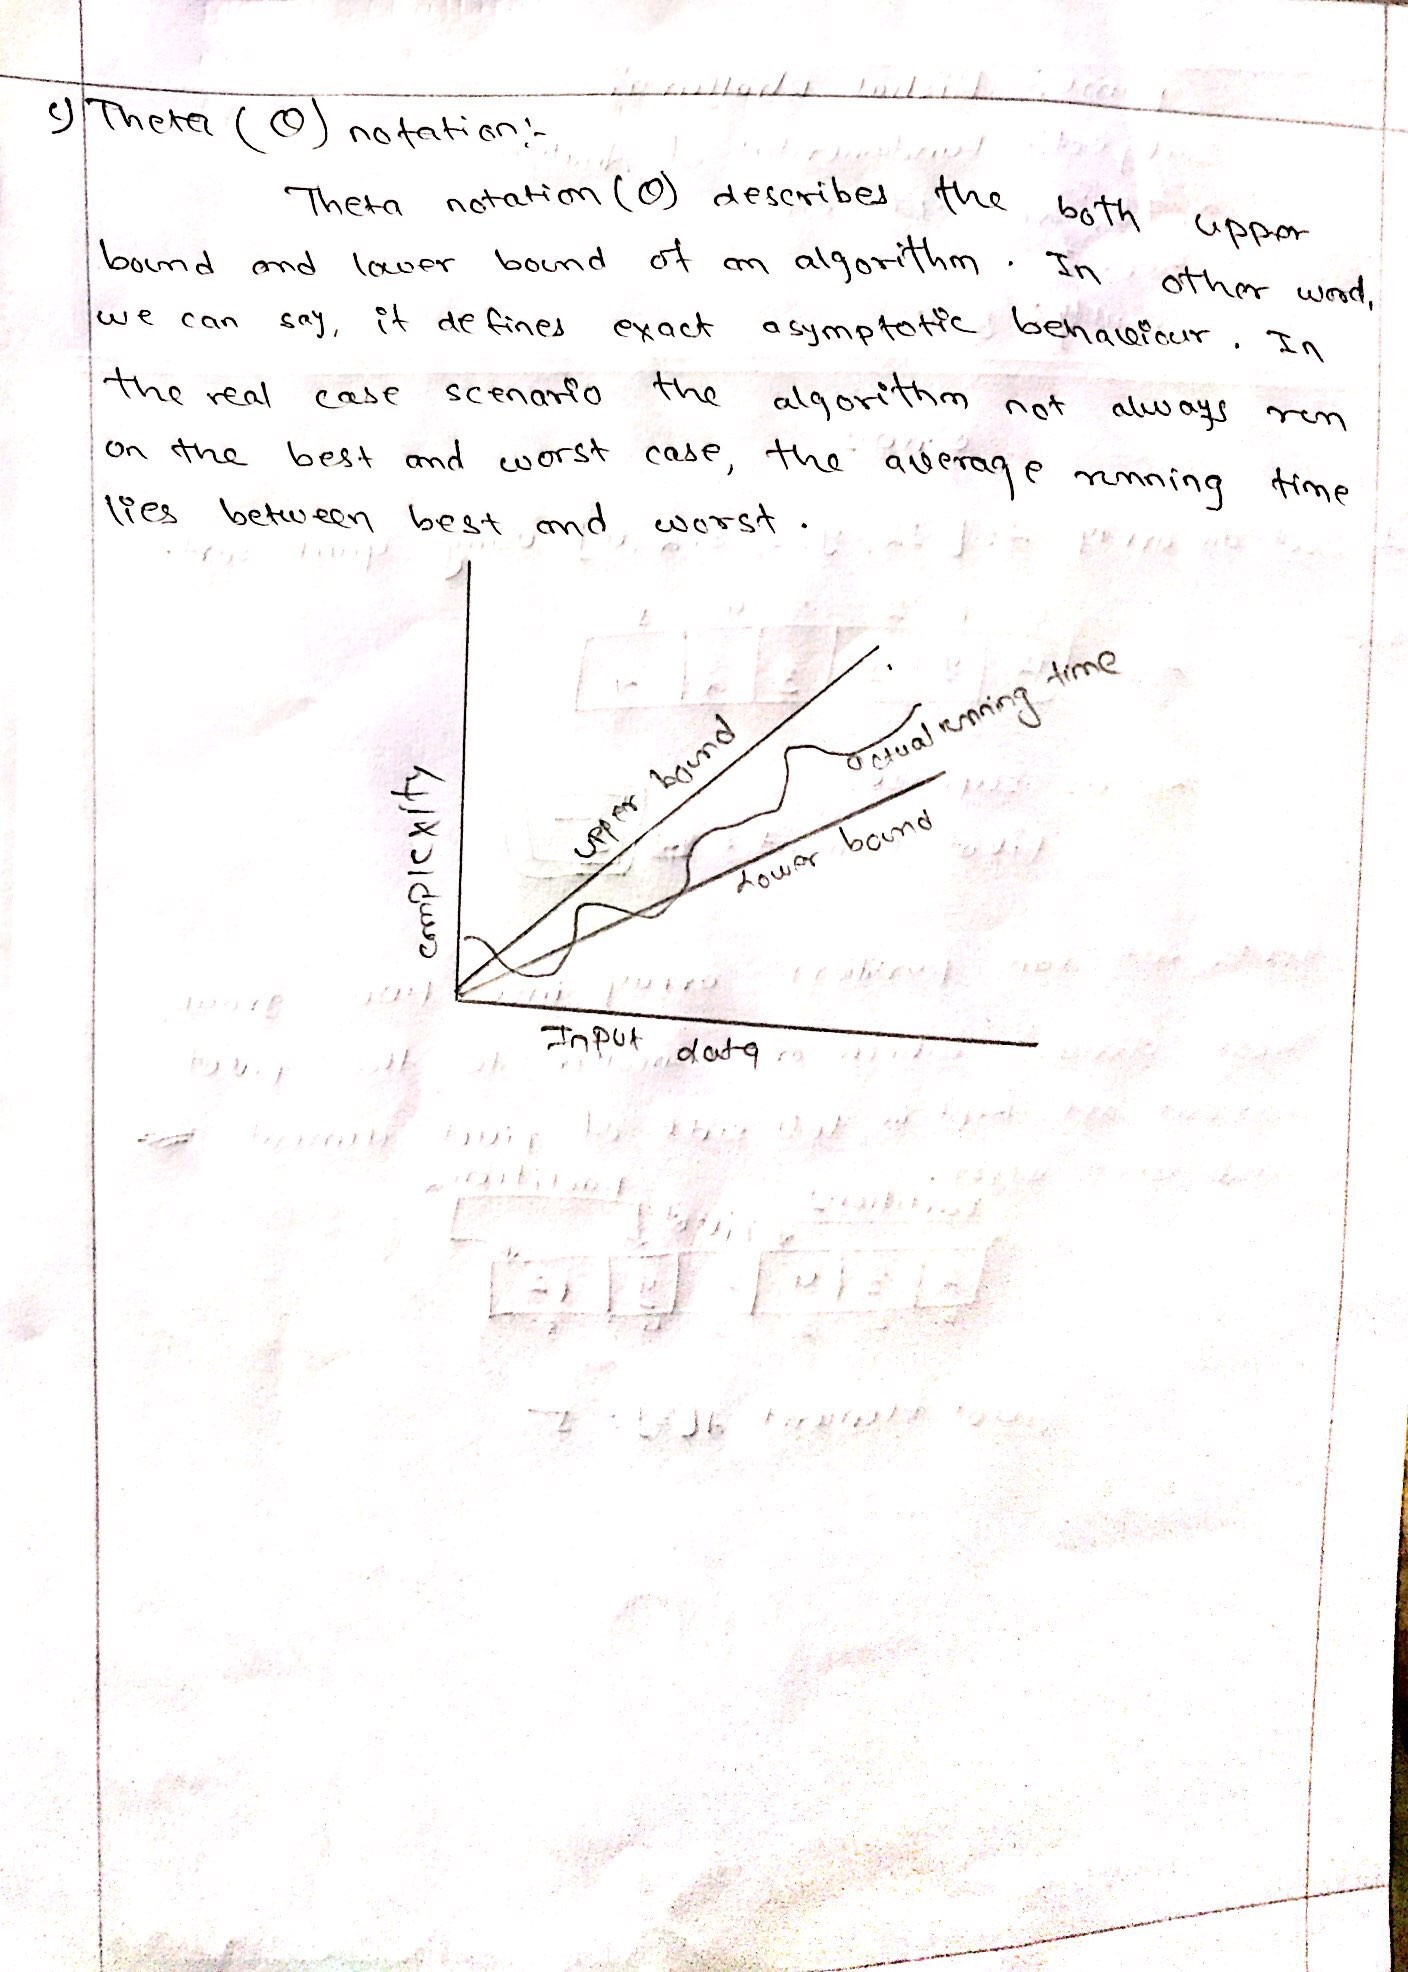 c) Theta (Θ) notation:-
Theta notation (Θ) describes the both upper
bound and lower bound of an algorithm. In other word,
we can say, it defines exact asymptotic behaviour. In
the real case scenario the algorithm not always run
on the best and worst case, the average running time
lies between best and worst.
actual running time
upper bound
complexity
Lower bound
Input data